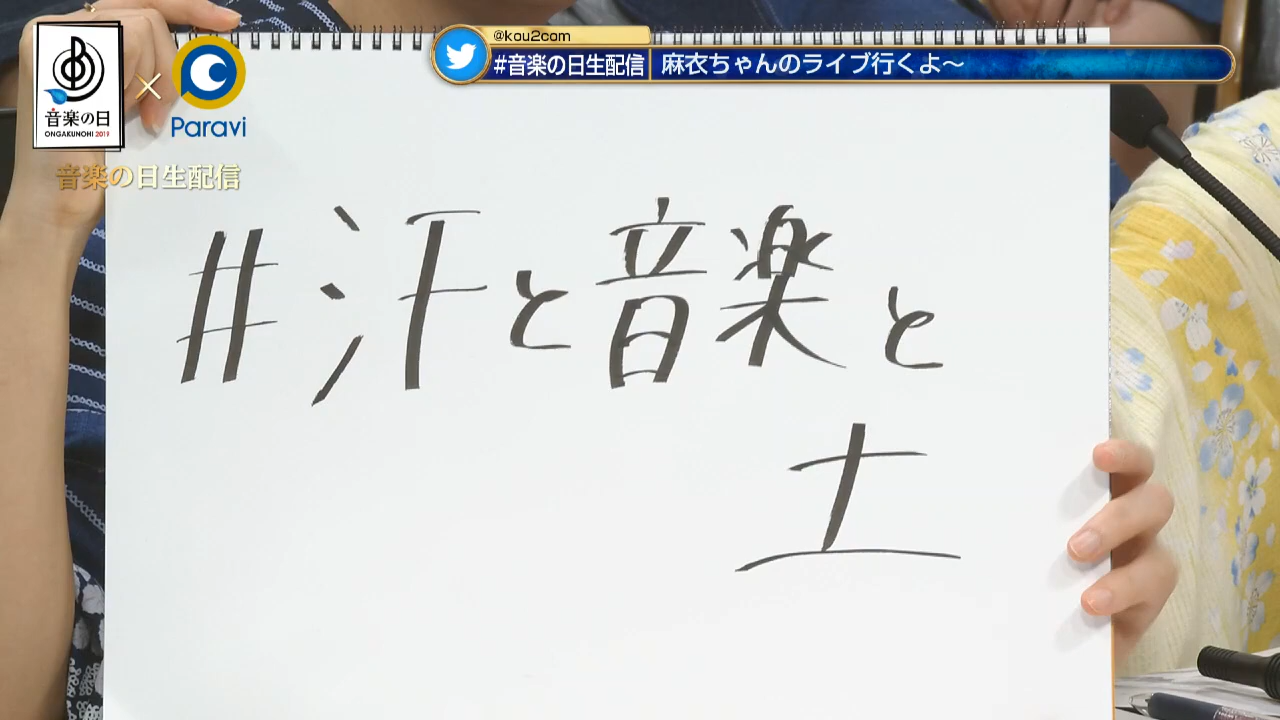 @kou2com
#音楽の日生配信 麻衣ちゃんのライブ行くよ〜
音楽の日
ONGAKUNOHI 2019
×
Paravi
音楽の日生配信
#汗と音楽と
土